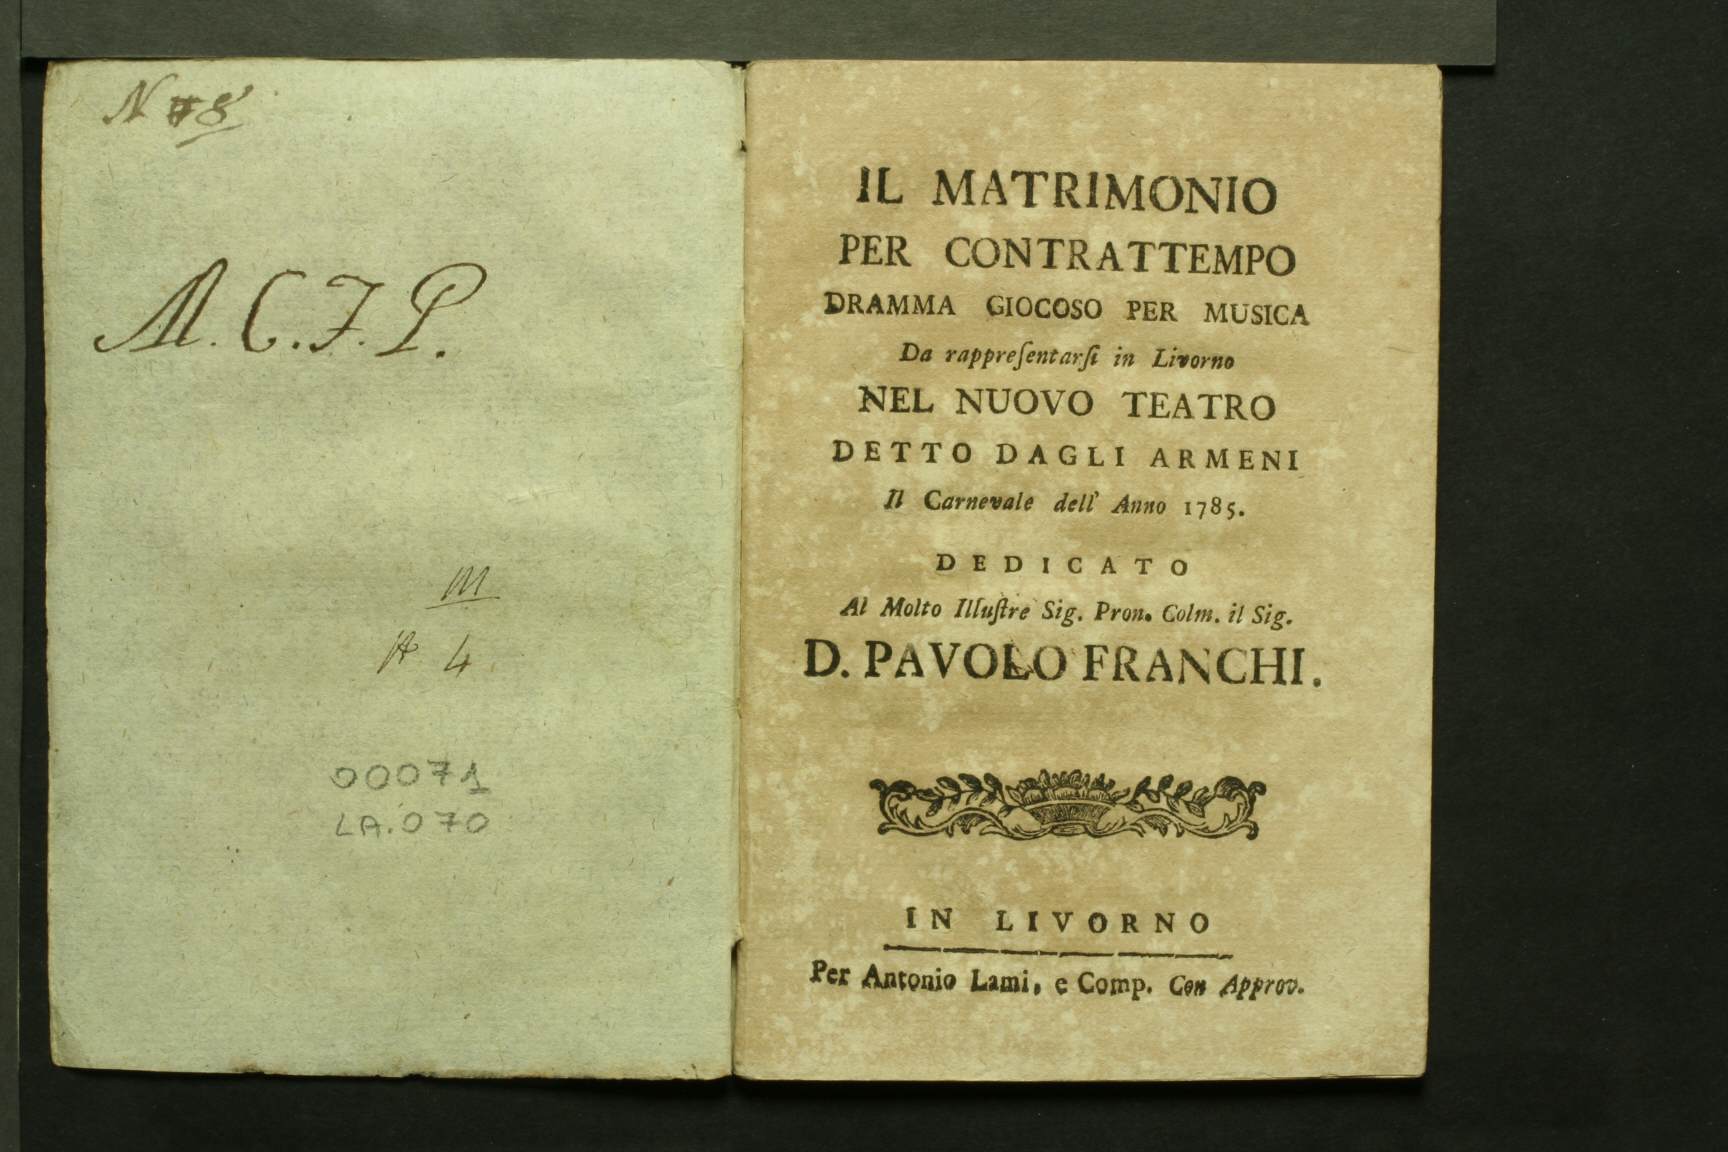 N 8
M. C. J. P.
M
A 4
00071
LA.070
IL MATRIMONIO
PER CONTRATTEMPO
DRAMMA GIOCOSO PER MUSICA
Da rappreſentarſi in Livorno
NEL NUOVO TEATRO
DETTO DAGLI ARMENI
Il Carnevale dell' Anno 1785.
DEDICATO
Al Molto Illuſtre Sig. Pron. Colm. il Sig.
D. PAVOLO FRANCHI.
IN LIVORNO
Per Antonio Lami, e Comp. Con Approv.